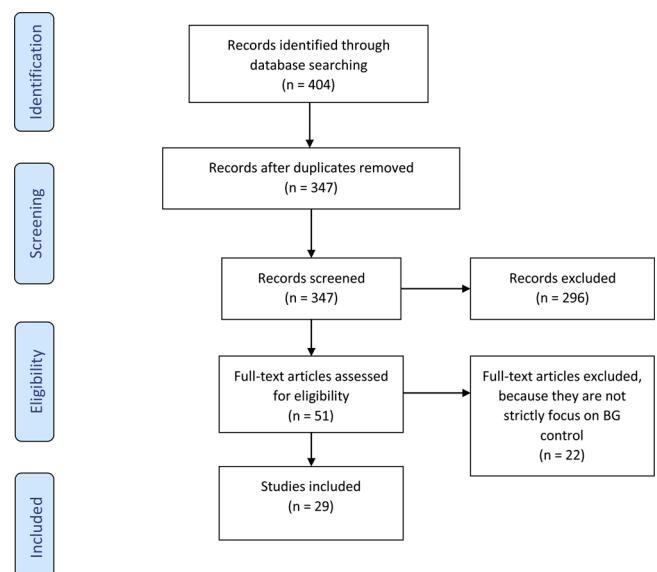 Identification
Records identified through
database searching
(n = 404)
Records after duplicates removed
(n = 347)
Screening
Records screened
(n = 347)
Records excluded
(n = 296)
Eligibility
Full-text articles assessed
for eligibility
(n = 51)
Full-text articles excluded,
because they are not
strictly focus on BG
control
(n = 22)
Included
Studies included
(n = 29)